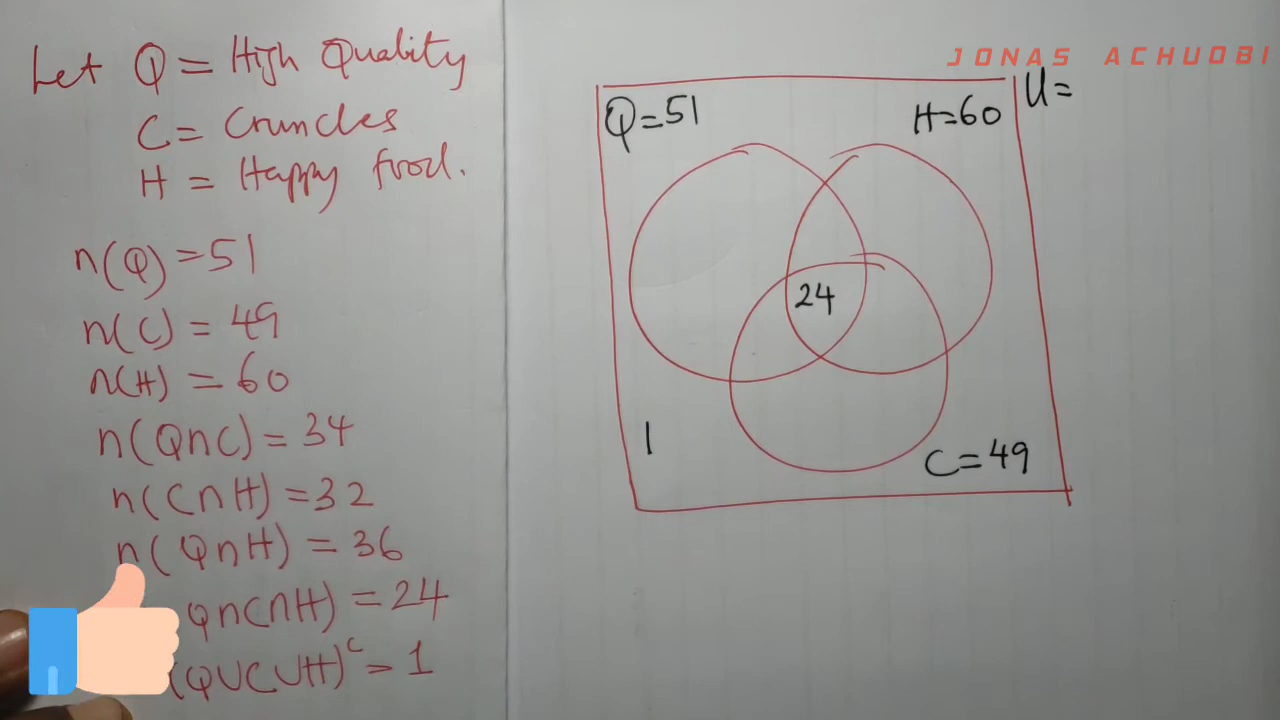 Let Q = High Quality
C = Cruncles
H = Happy food.
n(Q) = 51
n(C) = 49
n(H) = 60
n(Q∩C) = 34
n(C∩H) = 32
n(Q∩H) = 36
Q∩C∩H) = 24
(Q∪C∪H)ᶜ = 1
JONAS ACHUOBI
U=
Q=51
H=60
24
1
C=49